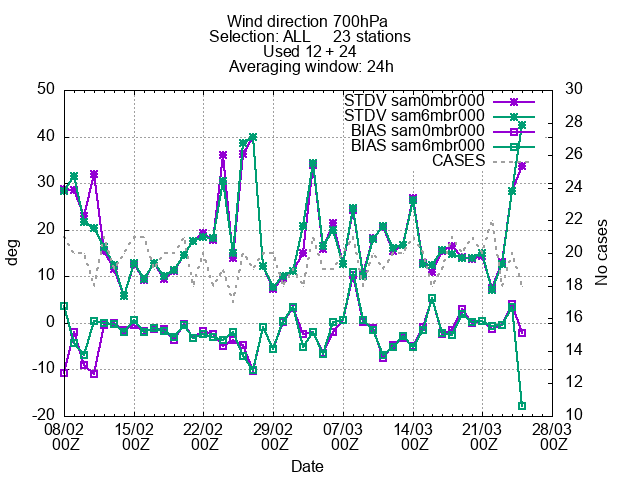 Wind direction 700hPa
Selection: ALL     23 stations
Used 12 + 24
Averaging window: 24h
STDV sam0mbr000
STDV sam6mbr000
BIAS sam0mbr000
BIAS sam6mbr000
CASES
50
40
30
20
10
0
-10
-20
deg
30
28
26
24
22
20
18
16
14
12
10
No cases
08/02 15/02 22/02 29/02 07/03 14/03 21/03 28/03
00Z 00Z 00Z 00Z 00Z 00Z 00Z 00Z
Date